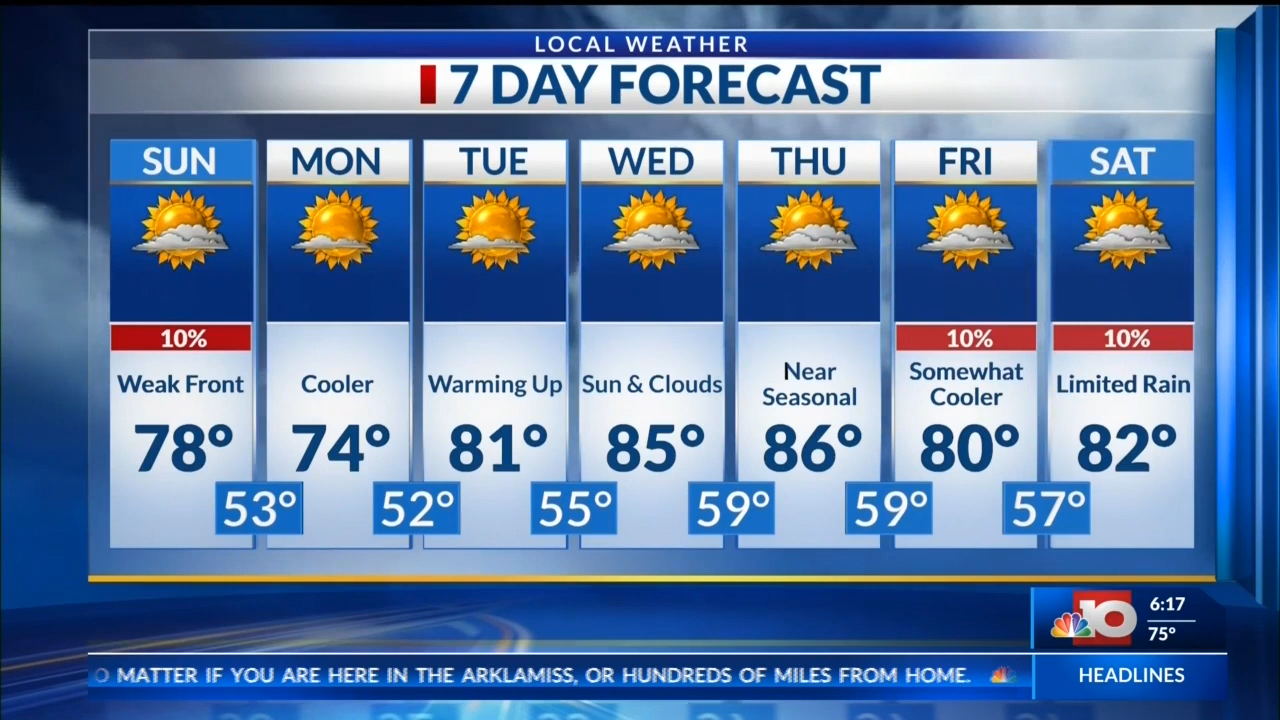 LOCAL WEATHER
7 DAY FORECAST
SUN MON TUE WED THU FRI SAT
10% 10% 10%
Weak Front Cooler Warming Up Sun & Clouds Near Seasonal Somewhat Cooler Limited Rain
78° 74° 81° 85° 86° 80° 82°
53° 52° 55° 59° 59° 57°
10
6:17
75°
O MATTER IF YOU ARE HERE IN THE ARKLAMISS, OR HUNDREDS OF MILES FROM HOME.
HEADLINES